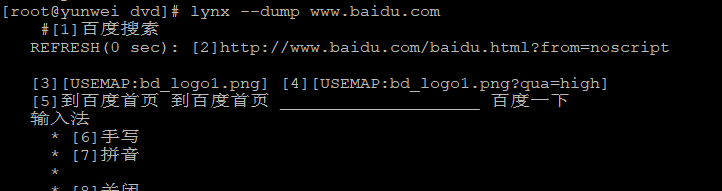 [root@yunwei dvd]# lynx --dump www.baidu.com
#[1]百度搜索
REFRESH(0 sec): [2]http://www.baidu.com/baidu.html?from=noscript
[3][USEMAP:bd_logo1.png] [4][USEMAP:bd_logo1.png?qua=high]
[5]到百度首页 到百度首页 ____________________ 百度一下
输入法
* [6]手写
* [7]拼音
*
* [8]关闭